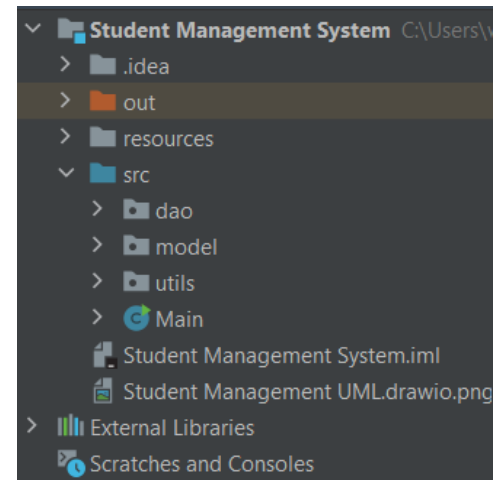 Student Management System C:\Users\
.idea
out
resources
src
dao
model
utils
Main
Student Management System.iml
Student Management UML.drawio.png
External Libraries
Scratches and Consoles